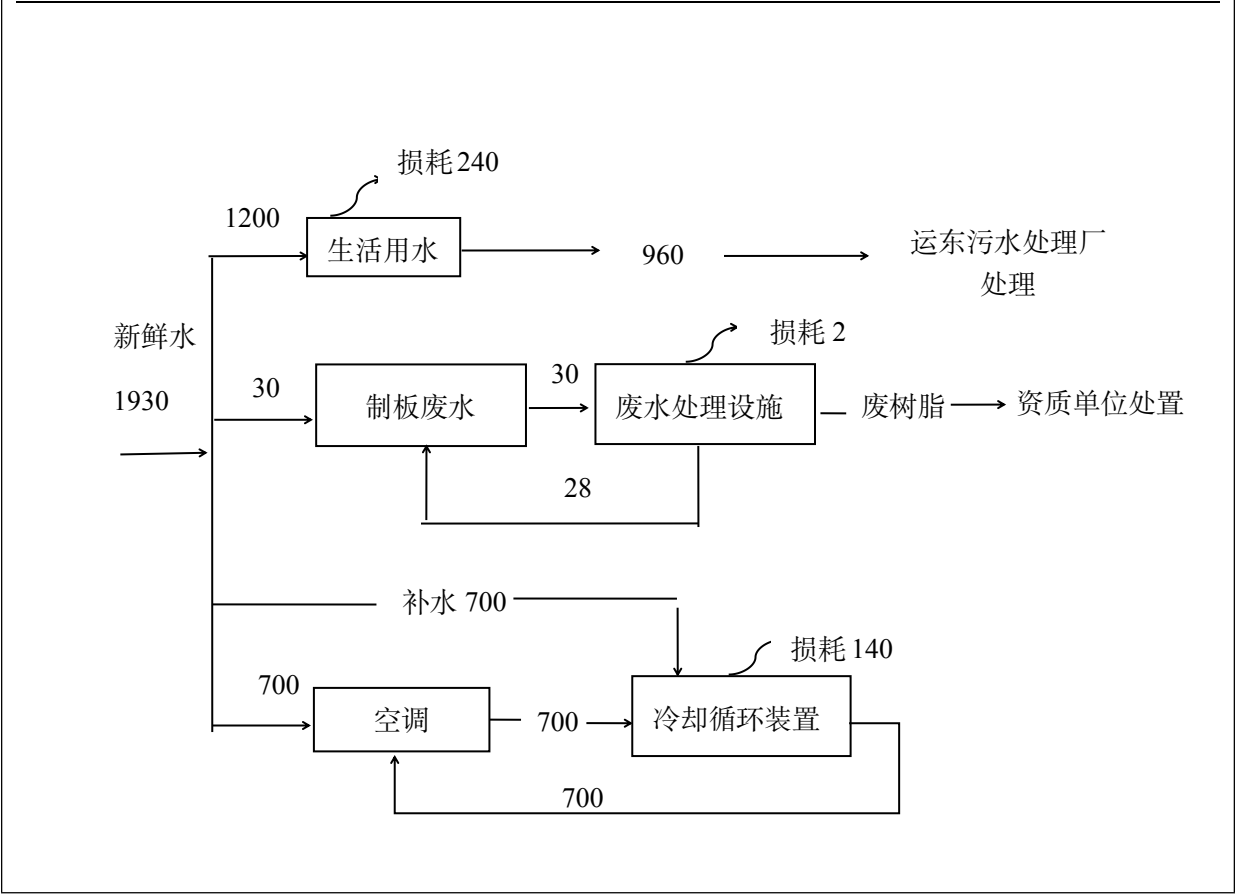 损耗 240
1200
生活用水
960
运东污水处理厂
处理
新鲜水
1930
损耗 2
30
制板废水
30
废水处理设施
废树脂
资质单位处置
28
补水 700
损耗 140
700
空调
700
冷却循环装置
700